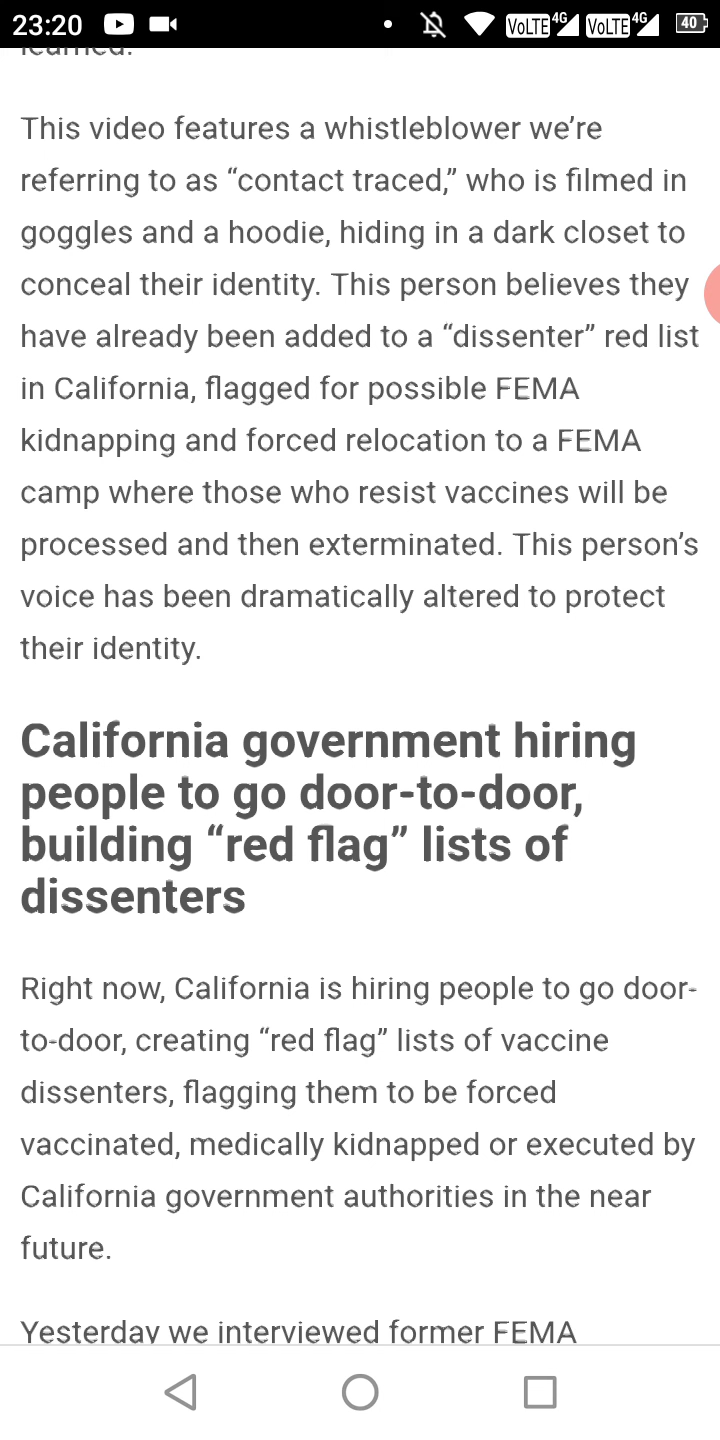 23:20 VoLTE 4G VoLTE 4G 40
learned.
This video features a whistleblower we’re
referring to as “contact traced,” who is filmed in
goggles and a hoodie, hiding in a dark closet to
conceal their identity. This person believes they
have already been added to a “dissenter” red list
in California, flagged for possible FEMA
kidnapping and forced relocation to a FEMA
camp where those who resist vaccines will be
processed and then exterminated. This person’s
voice has been dramatically altered to protect
their identity.
California government hiring
people to go door-to-door,
building “red flag” lists of
dissenters
Right now, California is hiring people to go door-
to-door, creating “red flag” lists of vaccine
dissenters, flagging them to be forced
vaccinated, medically kidnapped or executed by
California government authorities in the near
future.
Yesterday we interviewed former FEMA